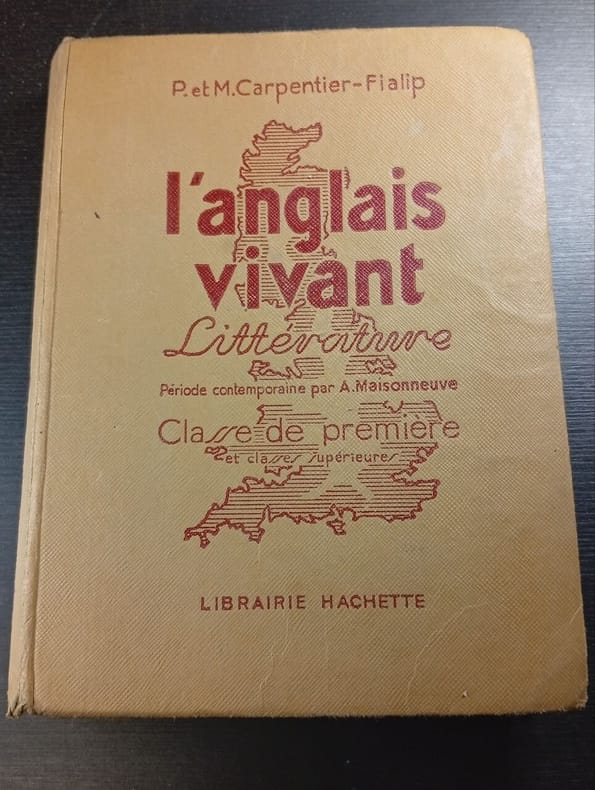 P. et M. Carpentier-Fialip
l'anglais
vivant
Littérature
Période contemporaine par A. Maisonneuve
Classe de première
et classes supérieures
LIBRAIRIE HACHETTE